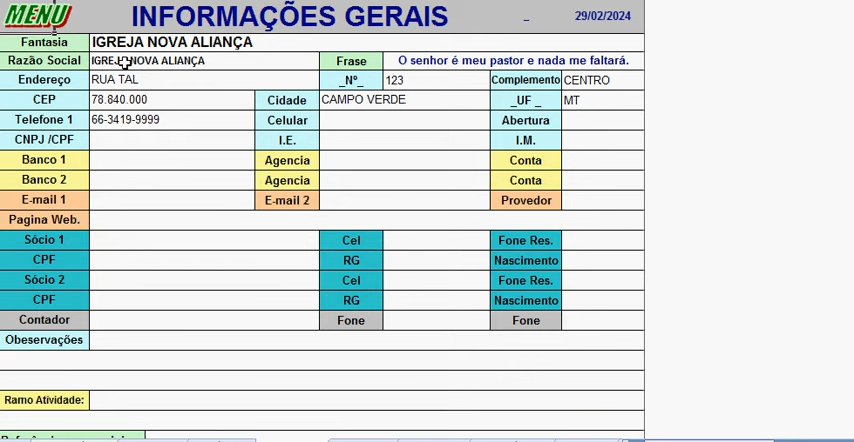 MENU INFORMAÇÕES GERAIS _ 29/02/2024
Fantasia IGREJA NOVA ALIANÇA
Razão Social IGREJA NOVA ALIANÇA Frase O senhor é meu pastor e nada me faltará.
Endereço RUA TAL _Nº_ 123 Complemento CENTRO
CEP 78.840.000 Cidade CAMPO VERDE _UF_ MT
Telefone 1 66-3419-9999 Celular Abertura
CNPJ /CPF I.E. I.M.
Banco 1 Agencia Conta
Banco 2 Agencia Conta
E-mail 1 E-mail 2 Provedor
Pagina Web.
Sócio 1 Cel Fone Res.
CPF RG Nascimento
Sócio 2 Cel Fone Res.
CPF RG Nascimento
Contador Fone Fone
Obeservações
Ramo Atividade: